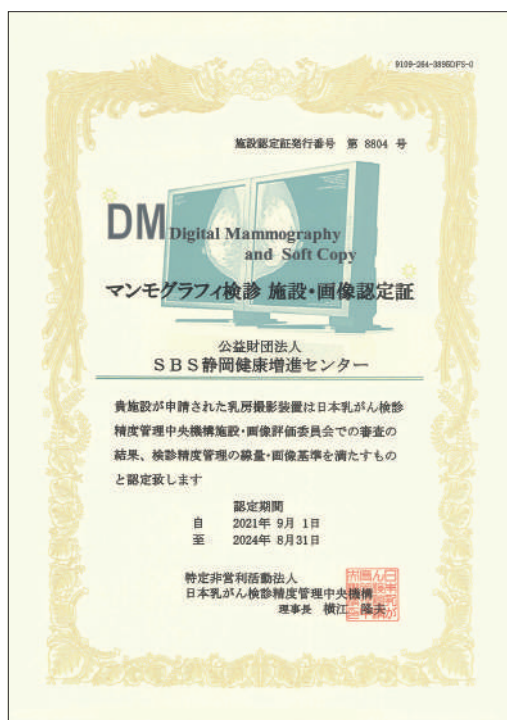 9109-264-3896DFS-0
施設認定証発行番号 第 8804 号
DM Digital Mammography
and Soft Copy
マンモグラフィ検診 施設・画像認定証
公益財団法人
SBS静岡健康増進センター
貴施設が申請された乳房撮影装置は日本乳がん検診
精度管理中央機構施設・画像評価委員会での審査の
結果、検診精度管理の線量・画像基準を満たすもの
と認定致します
認定期間
自 2021年 9月 1日
至 2024年 8月31日
特定非営利活動法人
日本乳がん検診精度管理中央機構
理事長 横江 隆夫